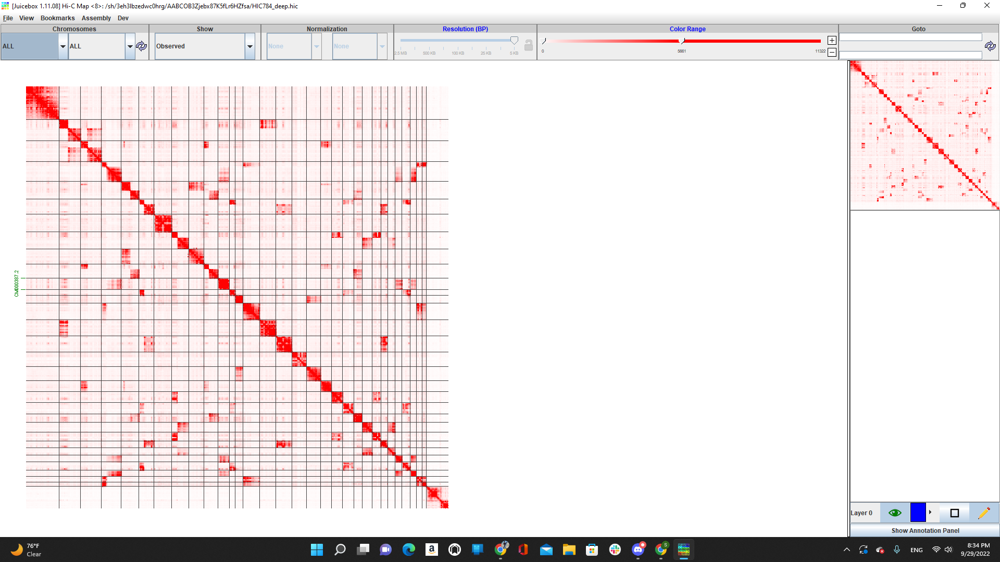 [Juicebox 1.11.08] Hi-C Map <8>: /sh/3eh3lbzedwc0hrg/AABCOB3Zjebx87K5fLr6HZfsa/HIC784_deep.hic
File View Bookmarks Assembly Dev
Chromosomes Show Normalization Resolution (BP) Color Range Goto
ALL ALL Observed None None
2.5 MB 500 KB 100 KB 25 KB 5 KB
0 5661 11322
CM000387.2
Layer 0
Show Annotation Panel
76°F
Clear
ENG
8:34 PM
9/29/2022